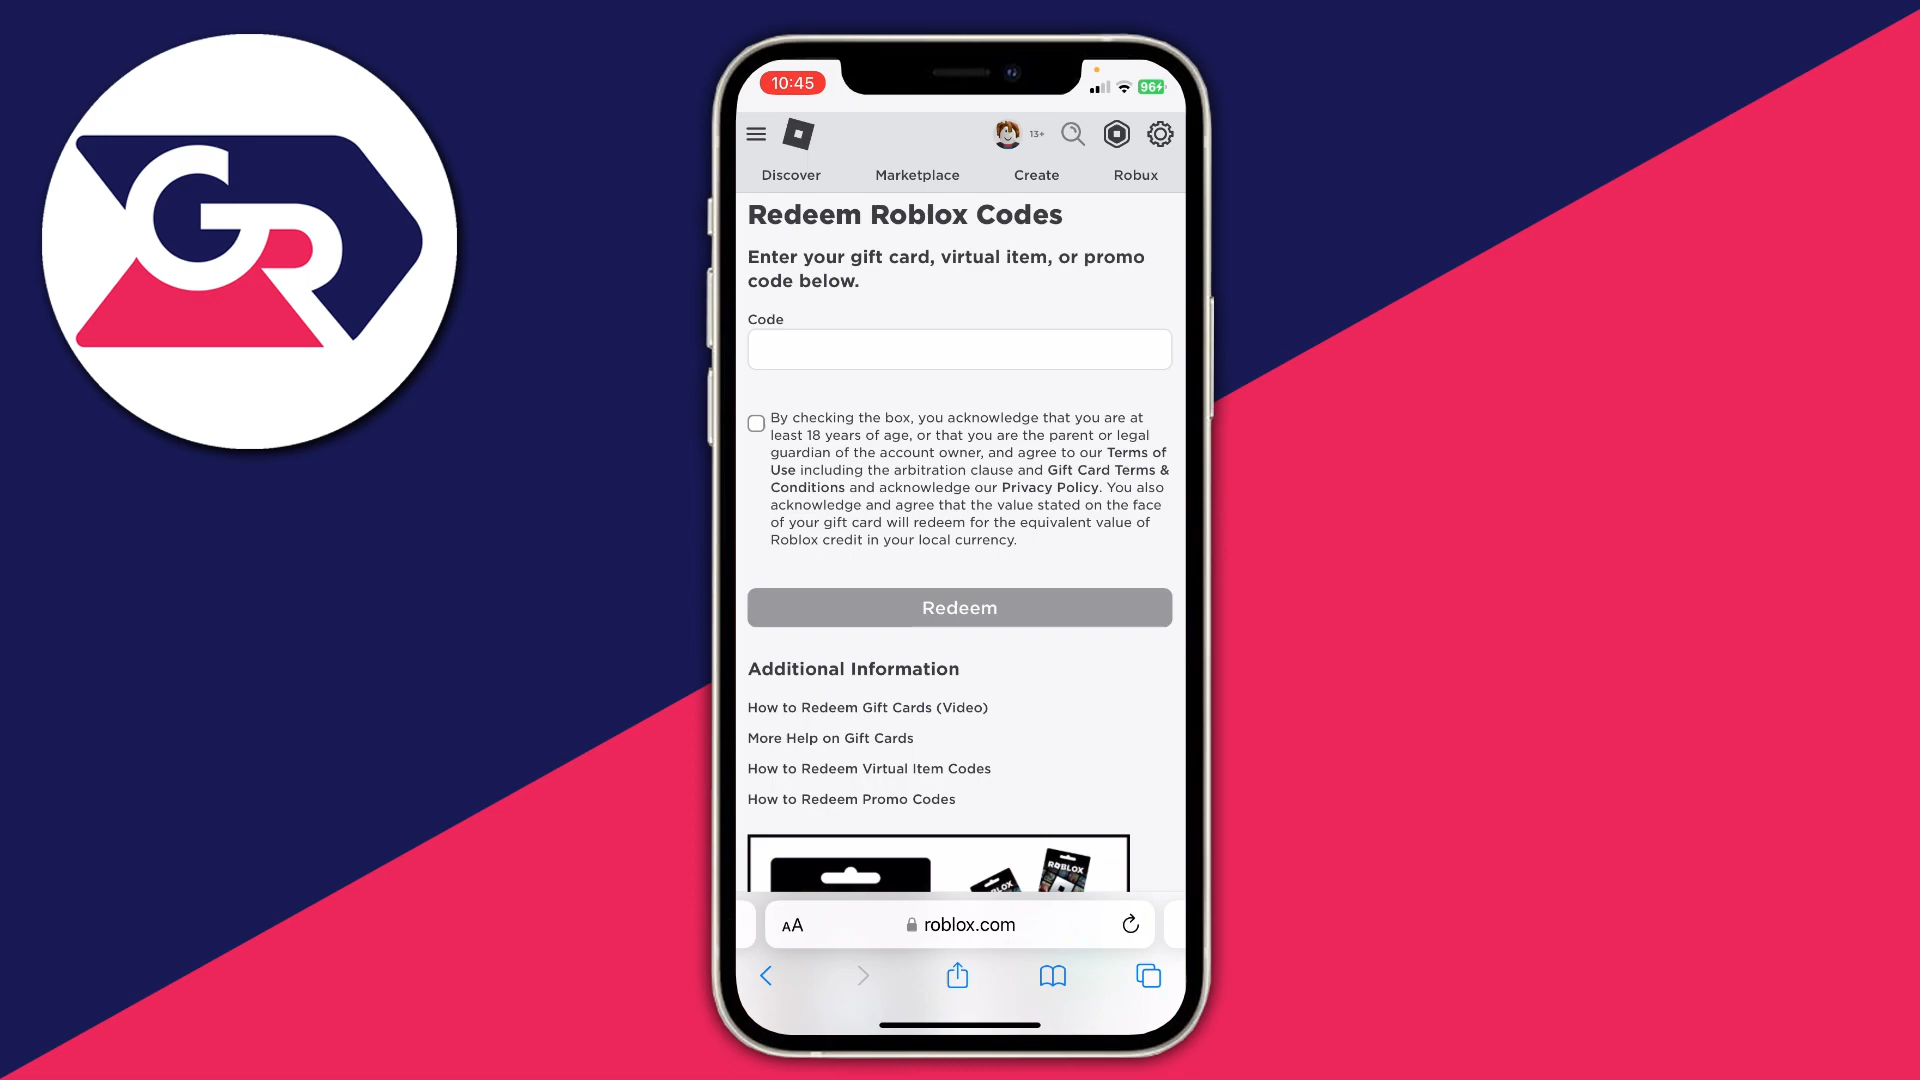 GR
10:45
96
13+
Discover Marketplace Create Robux
Redeem Roblox Codes
Enter your gift card, virtual item, or promo
code below.
Code
By checking the box, you acknowledge that you are at
least 18 years of age, or that you are the parent or legal
guardian of the account owner, and agree to our Terms of
Use including the arbitration clause and Gift Card Terms &
Conditions and acknowledge our Privacy Policy. You also
acknowledge and agree that the value stated on the face
of your gift card will redeem for the equivalent value of
Roblox credit in your local currency.
Redeem
Additional Information
How to Redeem Gift Cards (Video)
More Help on Gift Cards
How to Redeem Virtual Item Codes
How to Redeem Promo Codes
ROBLOX
ROBLOX
AA roblox.com